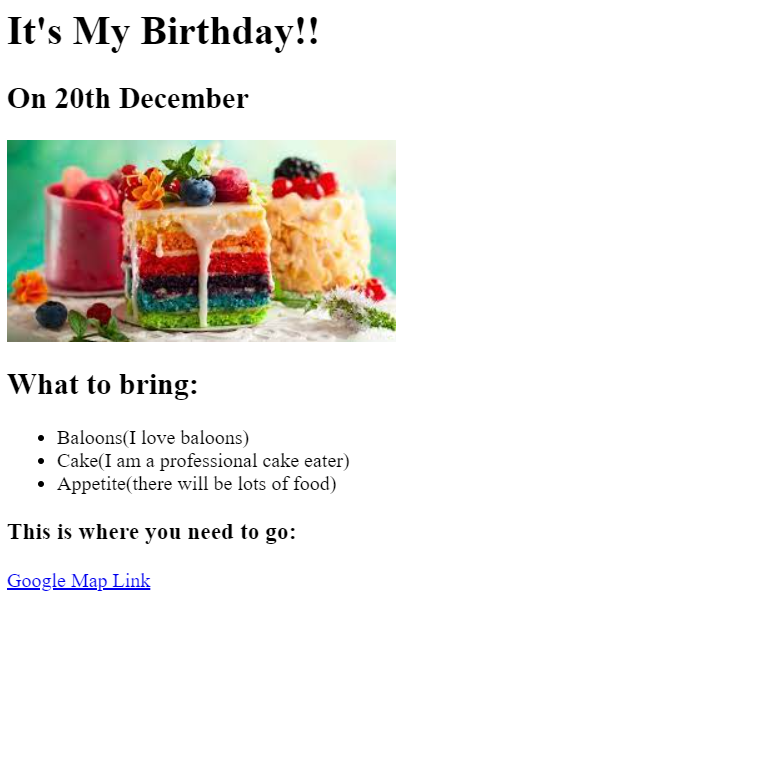 It's My Birthday!!
On 20th December
What to bring:
Baloons(I love baloons)
Cake(I am a professional cake eater)
Appetite(there will be lots of food)
This is where you need to go:
Google Map Link